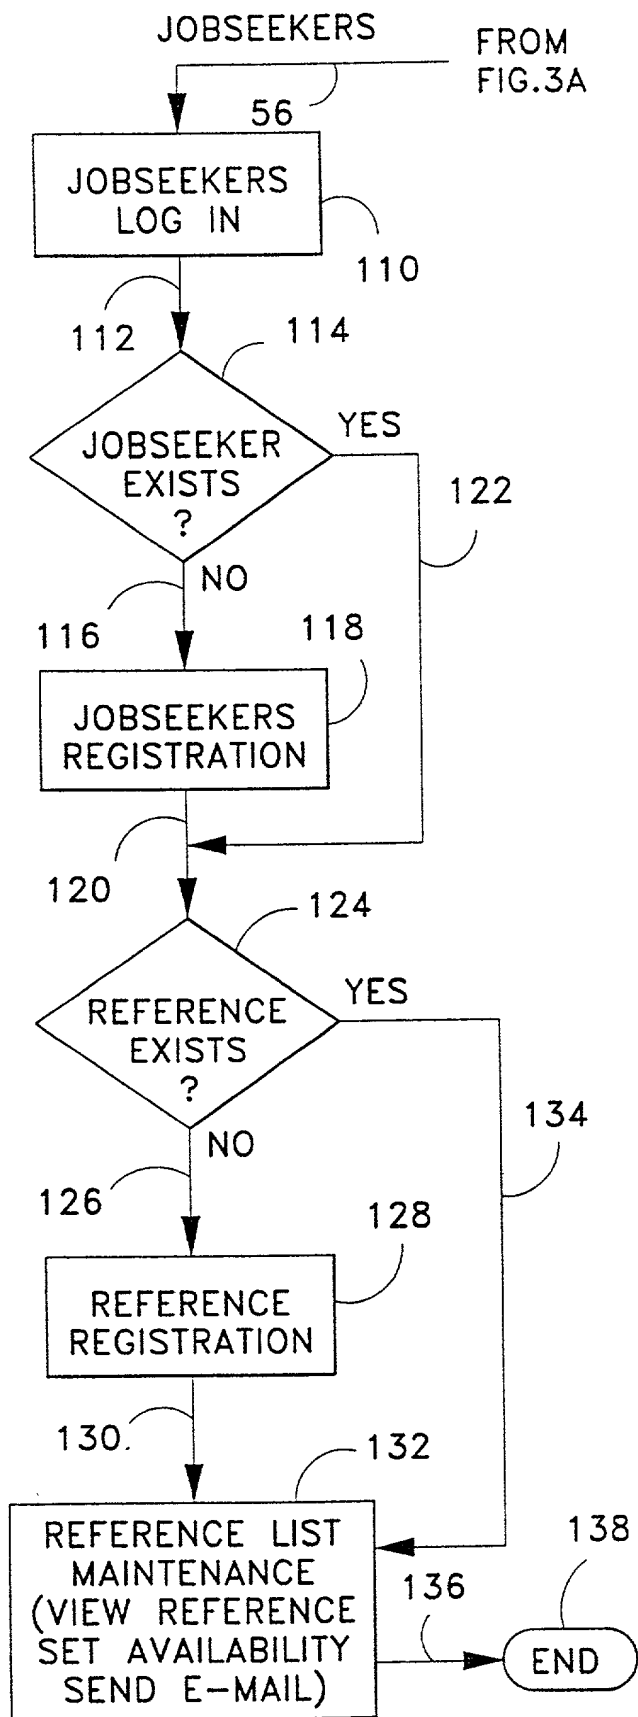 JOBSEEKERS
FROM
FIG.3A
56
JOBSEEKERS
LOG IN
110
112
114
JOBSEEKER
EXISTS
?
YES
122
NO
116
118
JOBSEEKERS
REGISTRATION
120
124
REFERENCE
EXISTS
?
YES
134
NO
126
128
REFERENCE
REGISTRATION
130.
132
REFERENCE LIST
MAINTENANCE
(VIEW REFERENCE
SET AVAILABILITY
SEND E-MAIL)
136
138
END